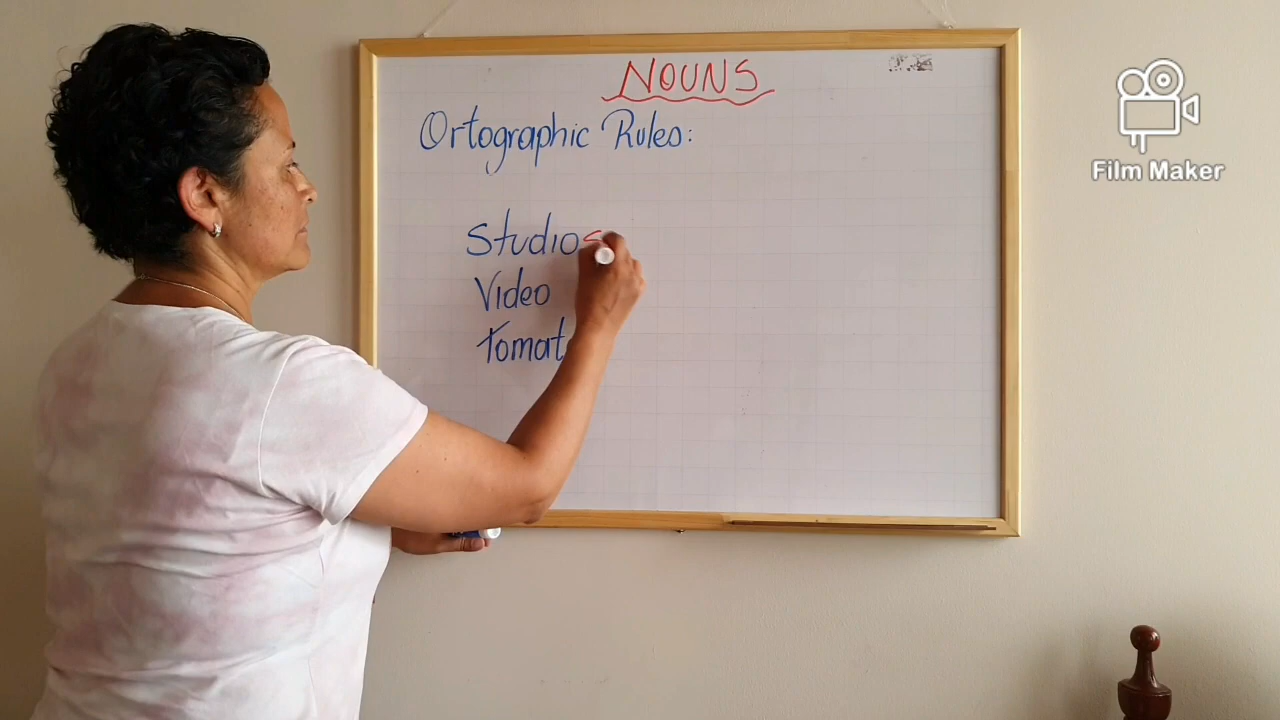 NOUNS
Ortographic Rules:
Studios
Video
Tomat
Film Maker